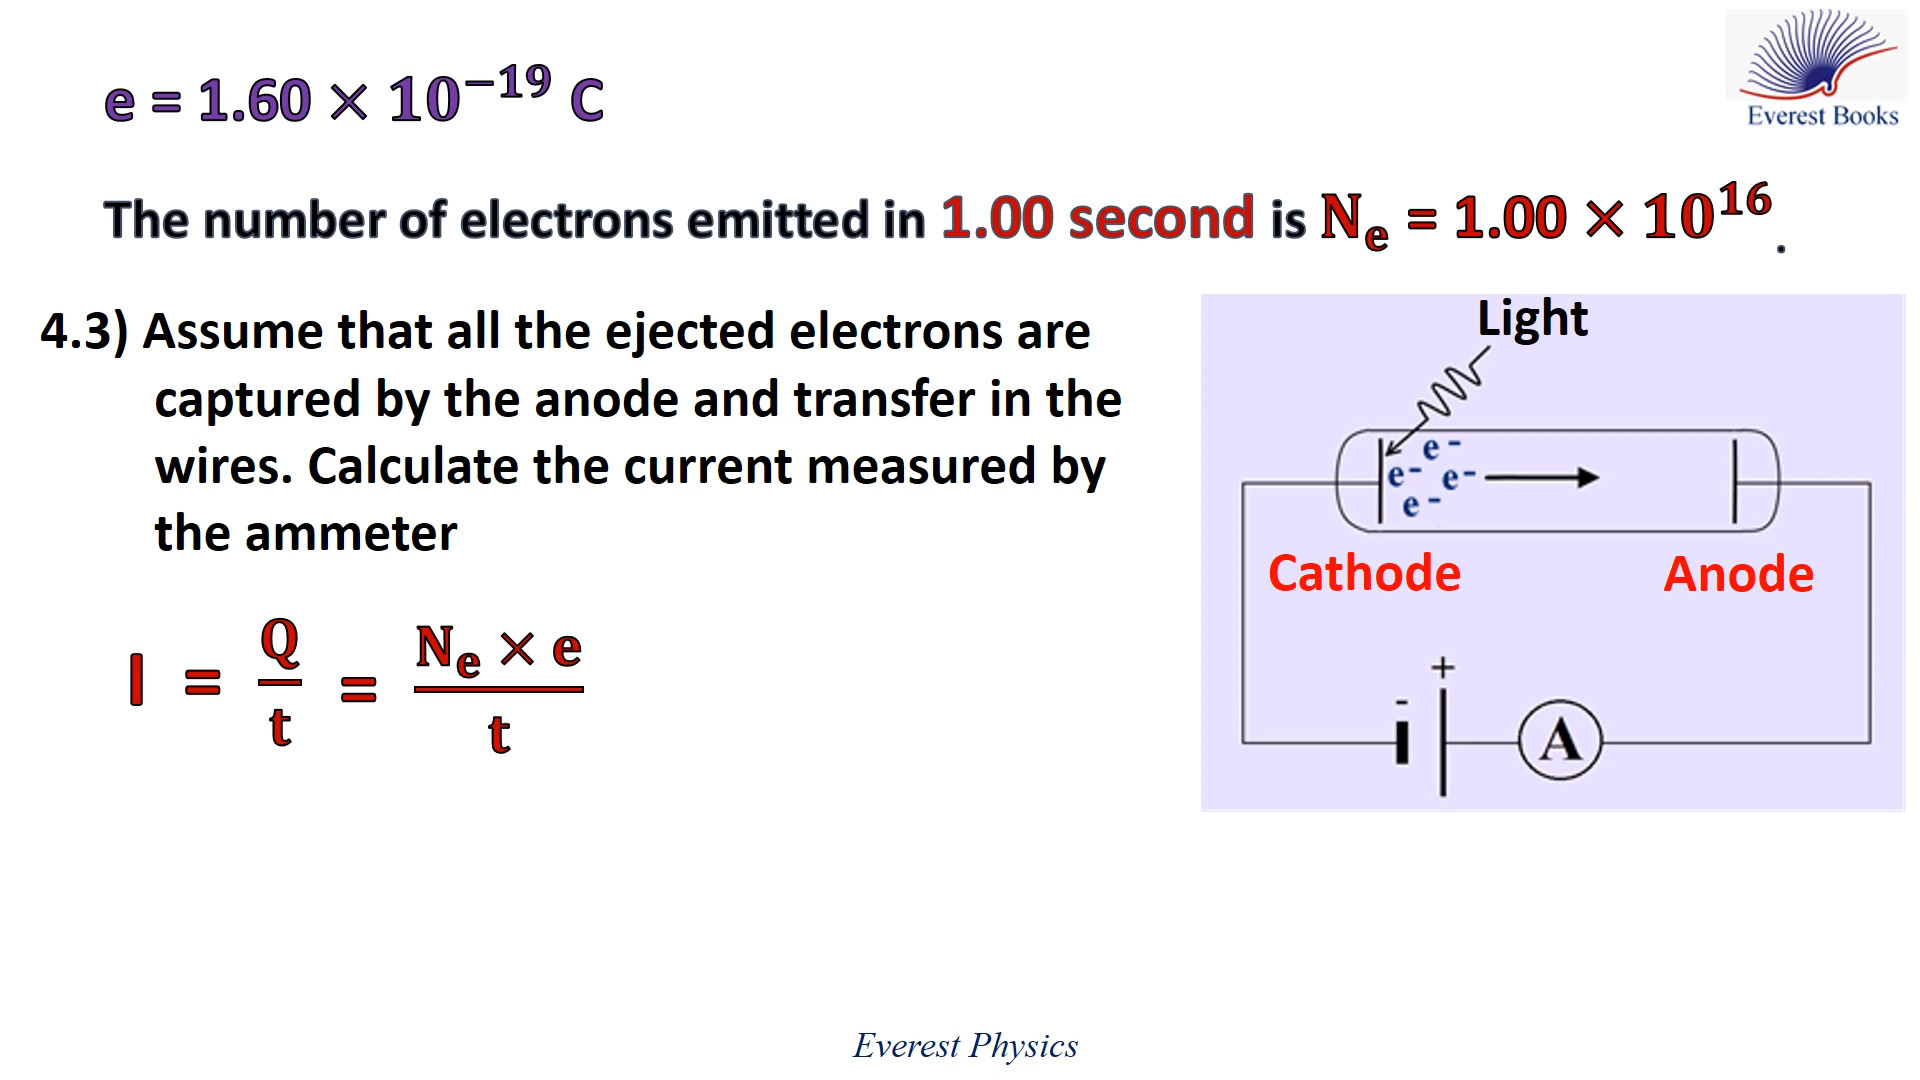 e = 1.60 × 10⁻¹⁹ C
Everest Books
The number of electrons emitted in 1.00 second is Nₑ = 1.00 × 10¹⁶.
4.3) Assume that all the ejected electrons are
captured by the anode and transfer in the
wires. Calculate the current measured by
the ammeter
Light
e -
e- e-
e -
Cathode Anode
I = Q/t = Nₑ × e/t
- +
A
Everest Physics